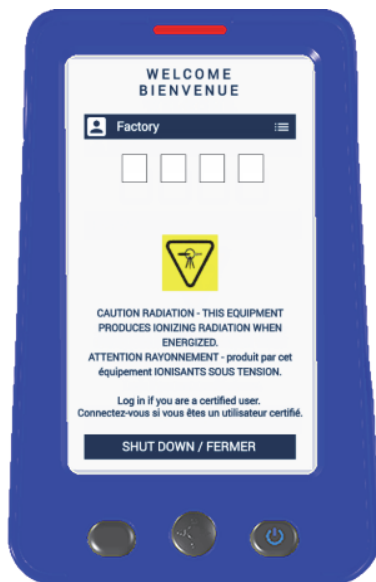 WELCOME
BIENVENUE
Factory
CAUTION RADIATION - THIS EQUIPMENT
PRODUCES IONIZING RADIATION WHEN
ENERGIZED.
ATTENTION RAYONNEMENT - produit par cet
équipement IONISANTS SOUS TENSION.
Log in if you are a certified user.
Connectez-vous si vous êtes un utilisateur certifié.
SHUT DOWN / FERMER